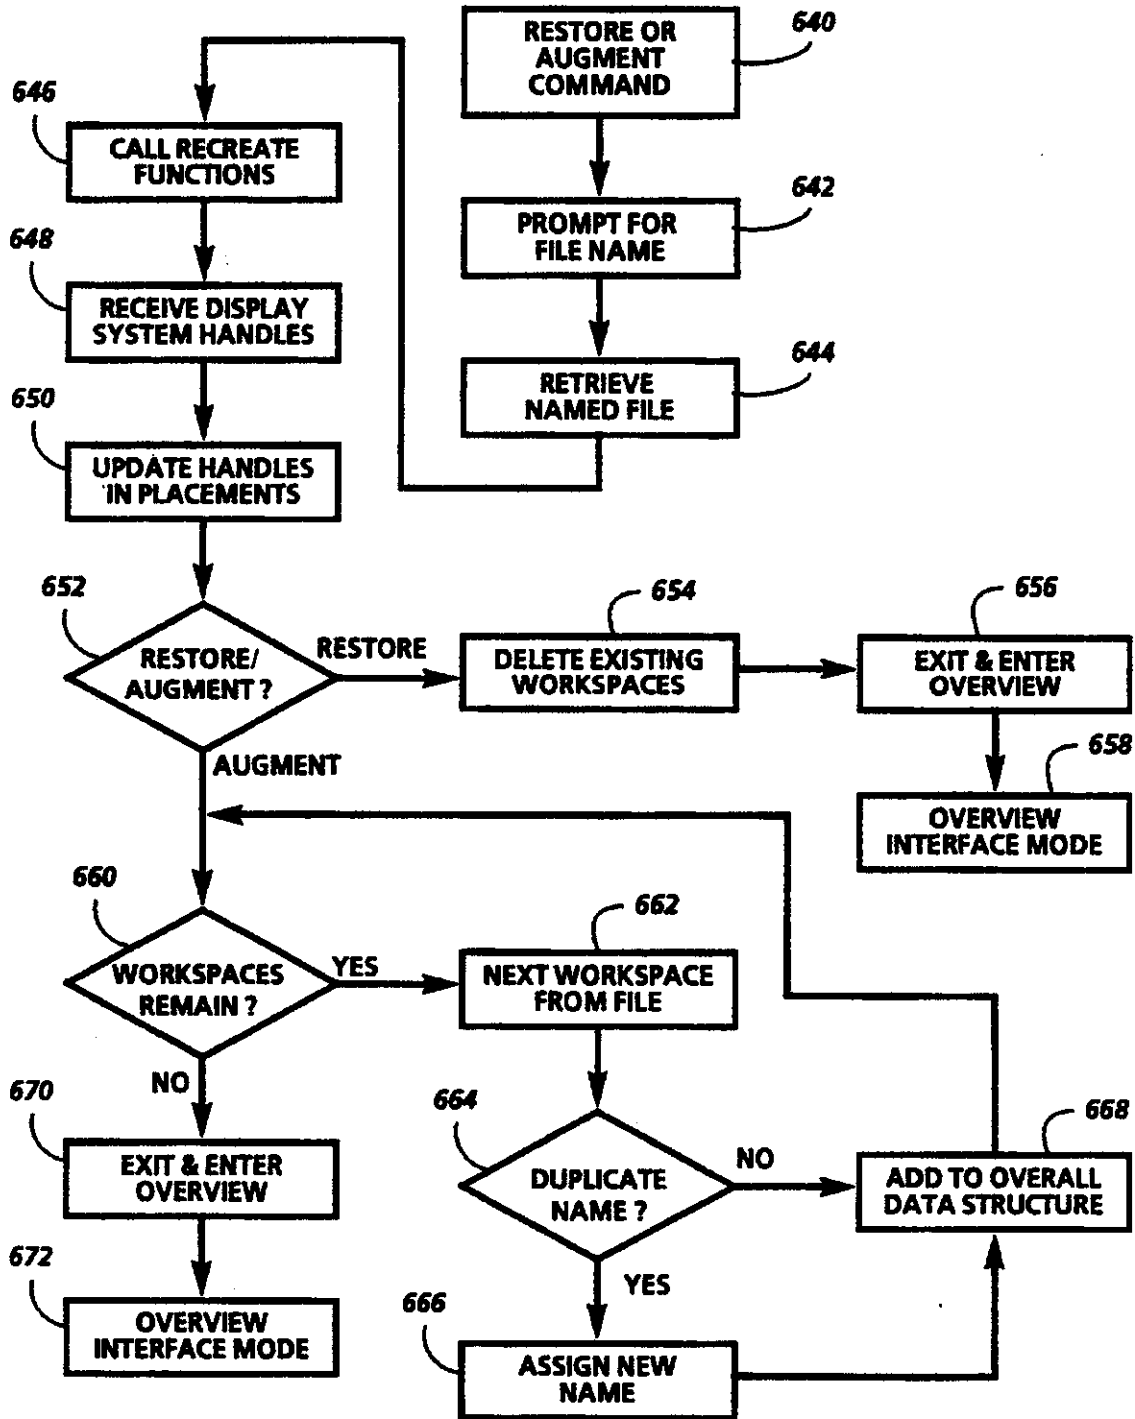 640
RESTORE OR
AUGMENT
COMMAND
642
PROMPT FOR
FILE NAME
644
RETRIEVE
NAMED FILE
646
CALL RECREATE
FUNCTIONS
648
RECEIVE DISPLAY
SYSTEM HANDLES
650
UPDATE HANDLES
IN PLACEMENTS
652
RESTORE/
AUGMENT ?
RESTORE
654
DELETE EXISTING
WORKSPACES
656
EXIT & ENTER
OVERVIEW
658
OVERVIEW
INTERFACE MODE
AUGMENT
660
WORKSPACES
REMAIN ?
YES
662
NEXT WORKSPACE
FROM FILE
664
DUPLICATE
NAME ?
NO
668
ADD TO OVERALL
DATA STRUCTURE
YES
666
ASSIGN NEW
NAME
NO
670
EXIT & ENTER
OVERVIEW
672
OVERVIEW
INTERFACE MODE